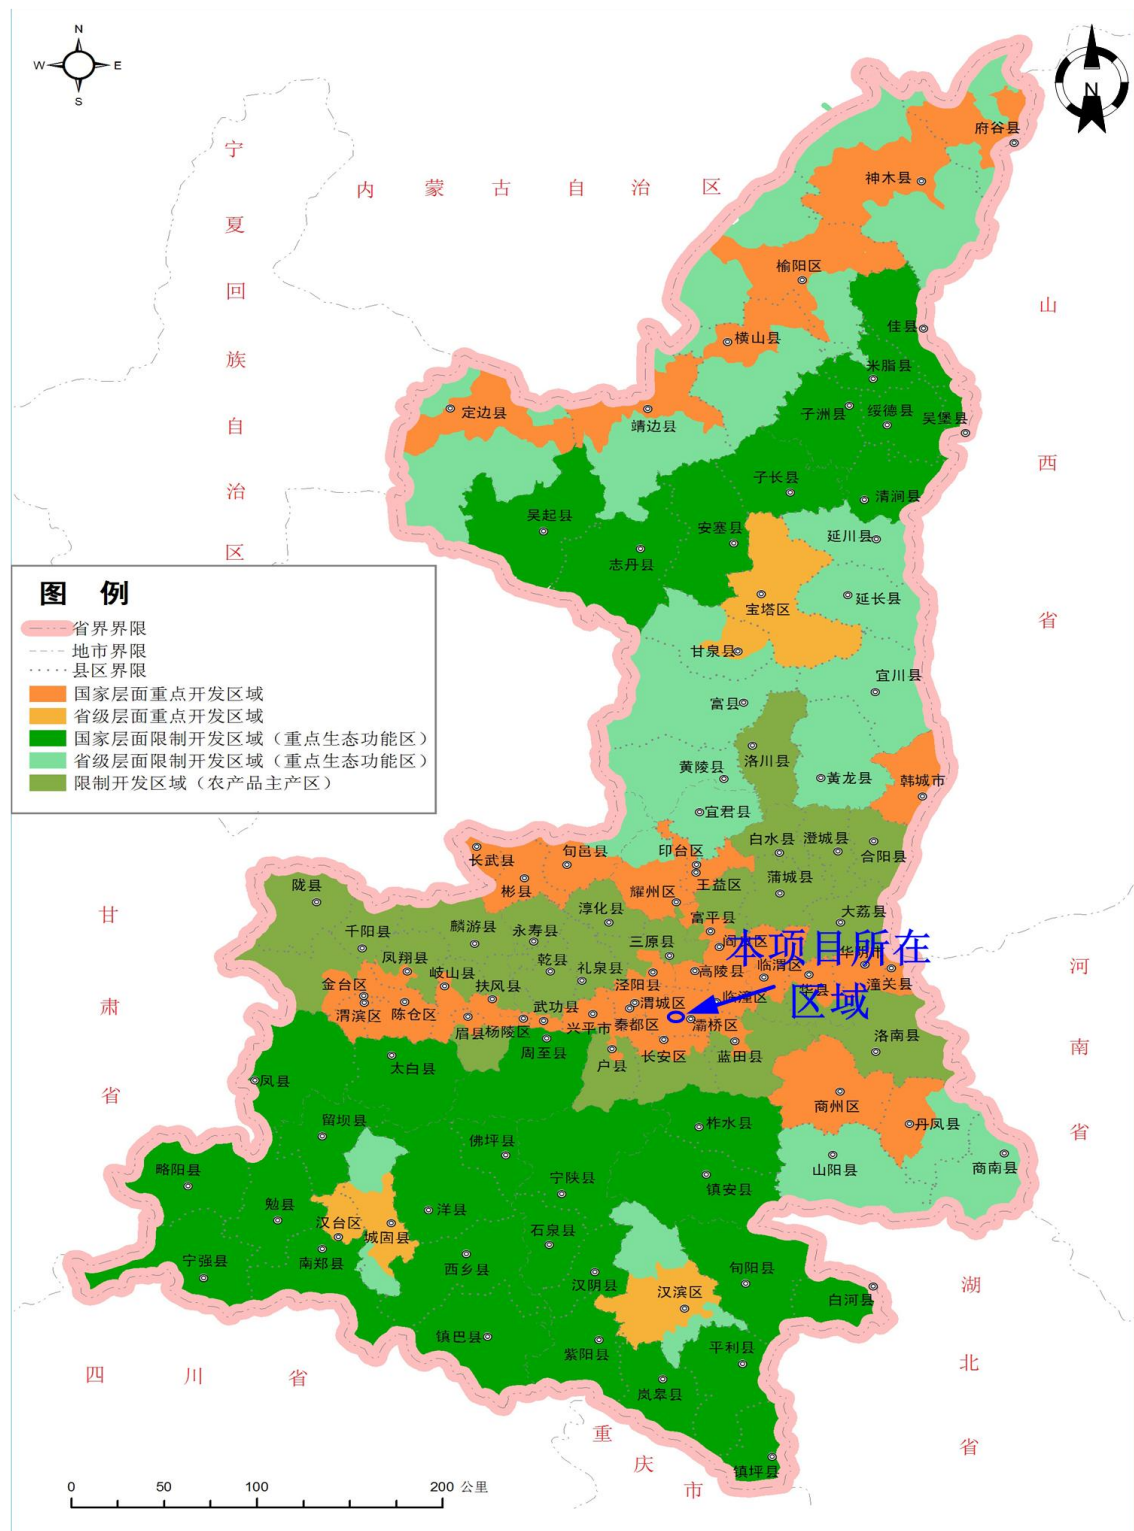 N
W E
S
N
宁夏回族自治区
内蒙古自治区
山西省
府谷县
神木县
榆阳区
佳县
横山县
米脂县
定边县
靖边县
子洲县
绥德县
吴堡县
子长县
清涧县
吴起县
安塞县
延川县
志丹县
宝塔区
延长县
甘泉县
宜川县
富县
洛川县
黄陵县
黄龙县
韩城市
宜君县
图 例
省界界限
地市界限
县区界限
国家层面重点开发区域
省级层面重点开发区域
国家层面限制开发区域（重点生态功能区）
省级层面限制开发区域（重点生态功能区）
限制开发区域（农产品主产区）
长武县
旬邑县
印台区
白水县
澄城县
合阳县
彬县
耀州区
王益区
蒲城县
陇县
淳化县
富平县
大荔县
千阳县
麟游县
永寿县
三原县
本项目所在
区域
凤翔县
岐山县
乾县
礼泉县
泾阳县
高陵县
临渭区
华县
潼关县
金台区
扶风县
渭滨区
陈仓区
眉县
杨陵区
武功县
兴平市
渭城区
秦都区
临潼区
灞桥区
周至县
户县
长安区
蓝田县
洛南县
太白县
凤县
商州区
丹凤县
留坝县
佛坪县
柞水县
山阳县
商南县
略阳县
宁陕县
镇安县
勉县
汉台区
城固县
洋县
石泉县
宁强县
南郑县
西乡县
汉阴县
汉滨区
旬阳县
白河县
镇巴县
紫阳县
平利县
岚皋县
镇坪县
甘肃省
河南省
湖北省
四川省
重庆市
0 50 100 200 公里